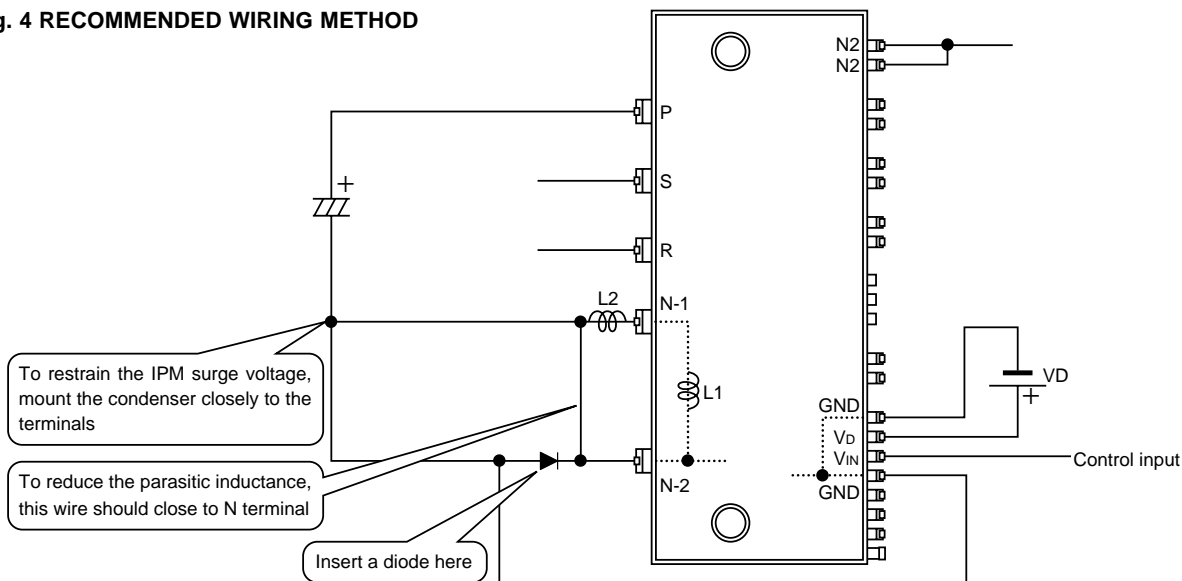 g. 4 RECOMMENDED WIRING METHOD
N2
N2
P
+
S
R
L2
N-1
To restrain the IPM surge voltage,
mount the condenser closely to the
terminals
L1
VD
+
GND
VD
VIN
Control input
To reduce the parasitic inductance,
this wire should close to N terminal
N-2
GND
Insert a diode here